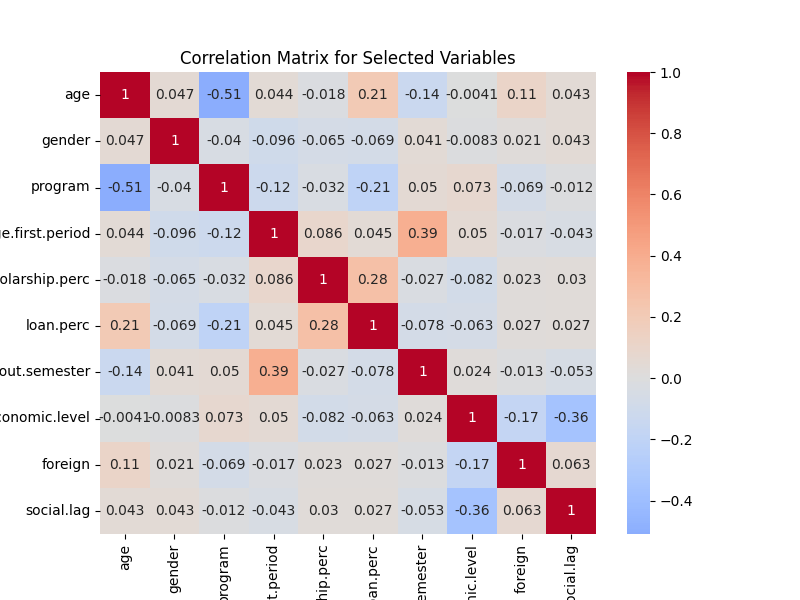 Correlation Matrix for Selected Variables
age 1 0.047 -0.51 0.044 -0.018 0.21 -0.14 -0.0041 0.11 0.043
gender 0.047 1 -0.04 -0.096 -0.065 -0.069 0.041 -0.0083 0.021 0.043
program -0.51 -0.04 1 -0.12 -0.032 -0.21 0.05 0.073 -0.069 -0.012
e.first.period 0.044 -0.096 -0.12 1 0.086 0.045 0.39 0.05 -0.017 -0.043
olarship.perc -0.018 -0.065 -0.032 0.086 1 0.28 -0.027 -0.082 0.023 0.03
loan.perc 0.21 -0.069 -0.21 0.045 0.28 1 -0.078 -0.063 0.027 0.027
out.semester -0.14 0.041 0.05 0.39 -0.027 -0.078 1 0.024 -0.013 -0.053
conomic.level -0.0041 -0.0083 0.073 0.05 -0.082 -0.063 0.024 1 -0.17 -0.36
foreign 0.11 0.021 -0.069 -0.017 0.023 0.027 -0.013 -0.17 1 0.063
social.lag 0.043 0.043 -0.012 -0.043 0.03 0.027 -0.053 -0.36 0.063 1
age gender program t.period hip.perc an.perc emester nic.level foreign ocial.lag
1.0
0.8
0.6
0.4
0.2
0.0
−0.2
−0.4